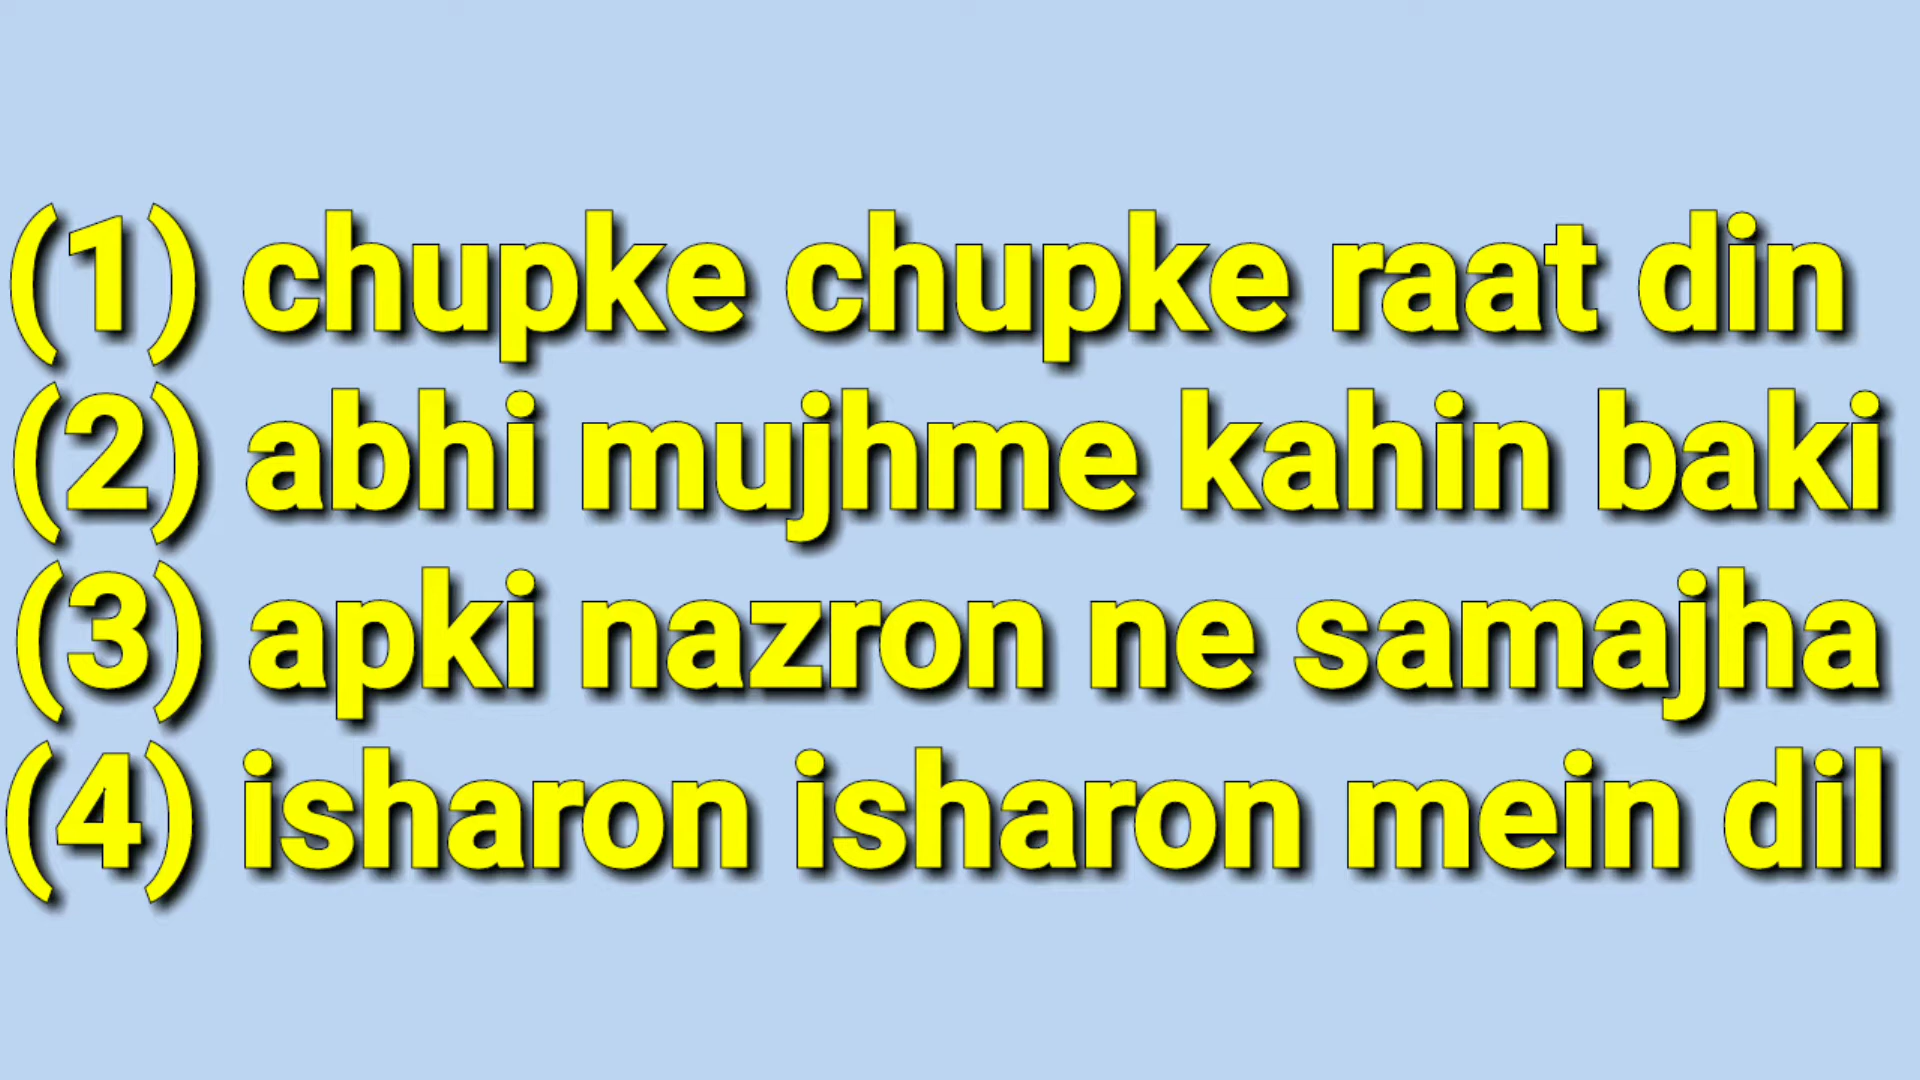 (1) chupke chupke raat din
(2) abhi mujhme kahin baki
(3) apki nazron ne samajha
(4) isharon isharon mein dil